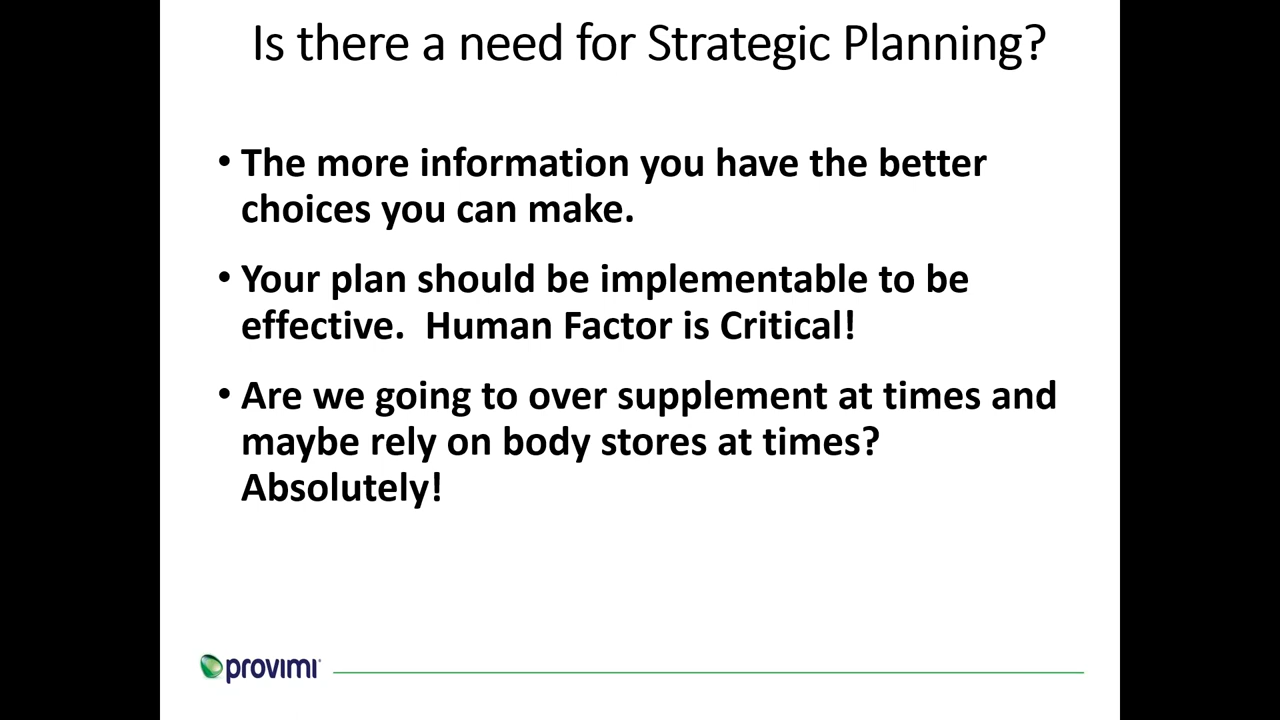 Is there a need for Strategic Planning?
• The more information you have the better
choices you can make.
• Your plan should be implementable to be
effective.  Human Factor is Critical!
• Are we going to over supplement at times and
maybe rely on body stores at times?
Absolutely!
provimi